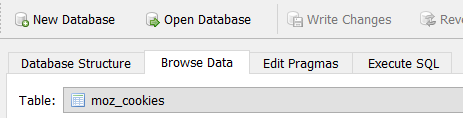 New Database Open Database Write Changes
Database Structure Browse Data Edit Pragmas Execute SQL
Table: moz_cookies